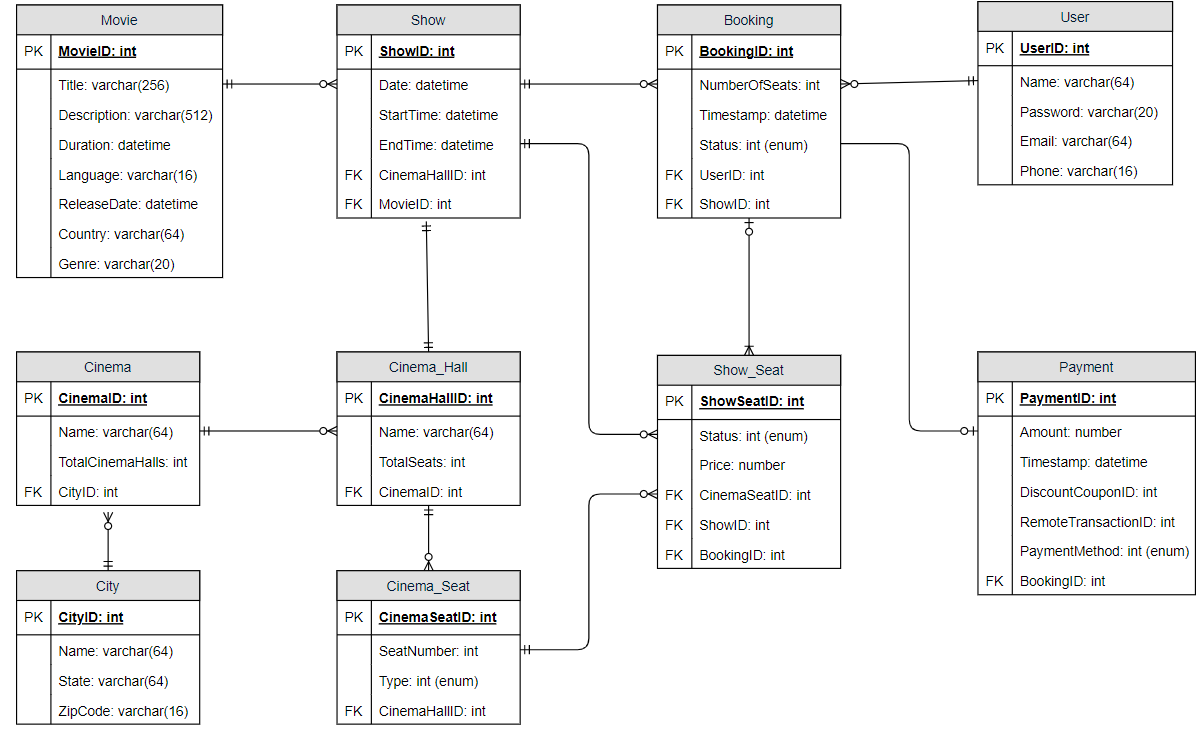 Movie
PK MovieID: int
Title: varchar(256)
Description: varchar(512)
Duration: datetime
Language: varchar(16)
ReleaseDate: datetime
Country: varchar(64)
Genre: varchar(20)
Show
PK ShowID: int
Date: datetime
StartTime: datetime
EndTime: datetime
FK CinemaHallID: int
FK MovieID: int
Booking
PK BookingID: int
NumberOfSeats: int
Timestamp: datetime
Status: int (enum)
FK UserID: int
FK ShowID: int
User
PK UserID: int
Name: varchar(64)
Password: varchar(20)
Email: varchar(64)
Phone: varchar(16)
Cinema
PK CinemaID: int
Name: varchar(64)
TotalCinemaHalls: int
FK CityID: int
Cinema_Hall
PK CinemaHallID: int
Name: varchar(64)
TotalSeats: int
FK CinemaID: int
Show_Seat
PK ShowSeatID: int
Status: int (enum)
Price: number
FK CinemaSeatID: int
FK ShowID: int
FK BookingID: int
Payment
PK PaymentID: int
Amount: number
Timestamp: datetime
DiscountCouponID: int
RemoteTransactionID: int
PaymentMethod: int (enum)
FK BookingID: int
City
PK CityID: int
Name: varchar(64)
State: varchar(64)
ZipCode: varchar(16)
Cinema_Seat
PK CinemaSeatID: int
SeatNumber: int
Type: int (enum)
FK CinemaHallID: int